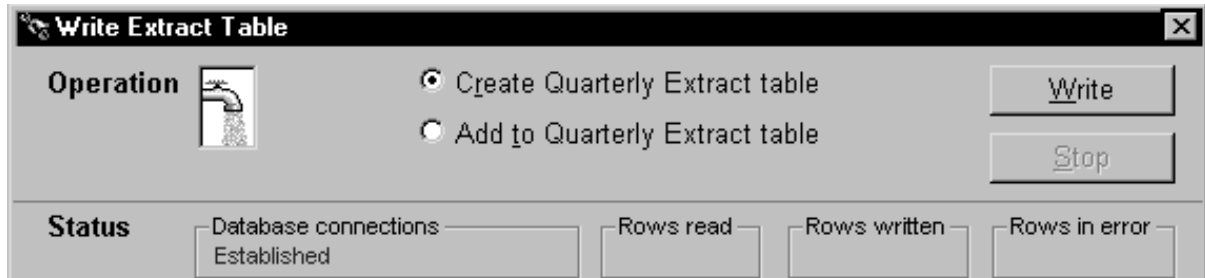 Write Extract Table
Operation
Create Quarterly Extract table
Write
Add to Quarterly Extract table
Stop
Status
Database connections
Rows read
Rows written
Rows in error
Established